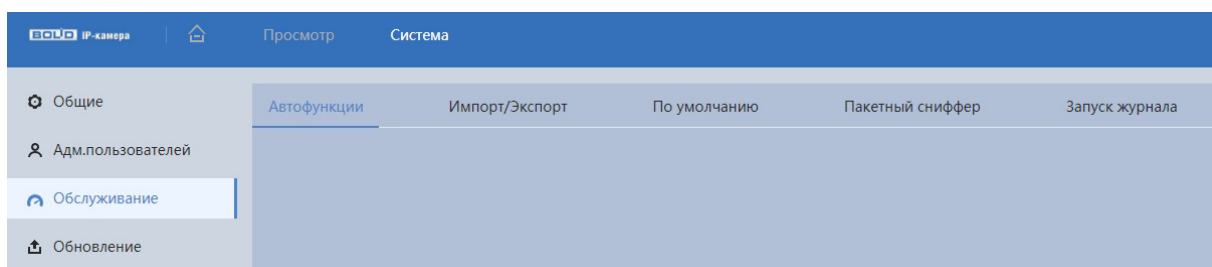 BOLID IP-камера Просмотр Система
Общие
Автофункции Импорт/Экспорт По умолчанию Пакетный сниффер Запуск журнала
Адм.пользователей
Обслуживание
Обновление